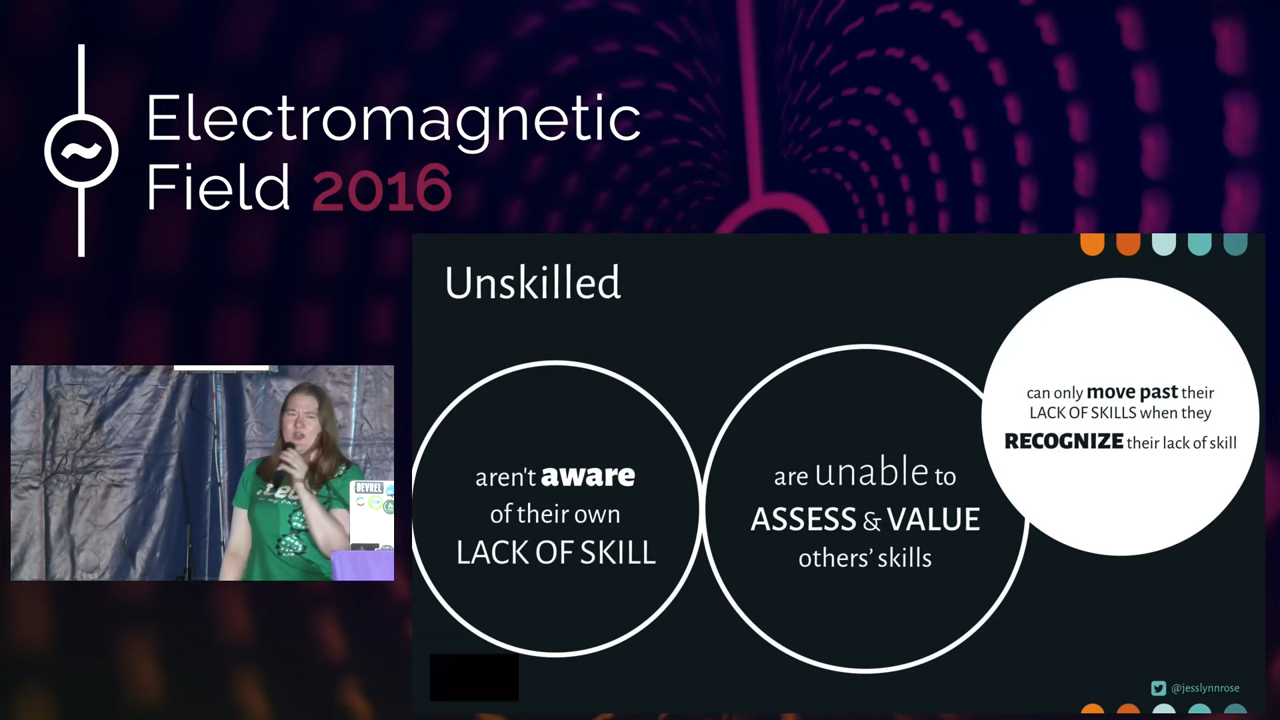 Electromagnetic
Field 2016
Unskilled
aren't aware
of their own
LACK OF SKILL
are unable to
ASSESS & VALUE
others' skills
can only move past their
LACK OF SKILLS when they
RECOGNIZE their lack of skill
@jesslynnrose
DEVREL